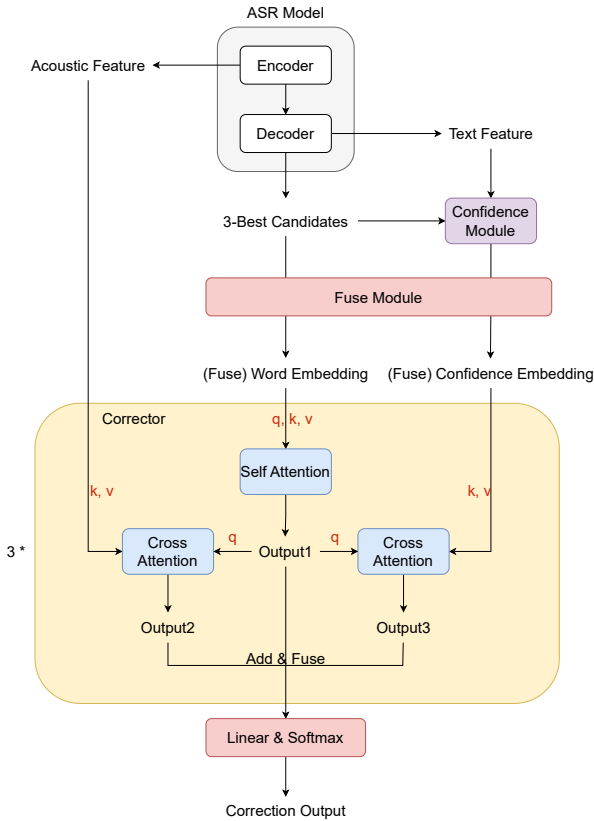 ASR Model
Acoustic Feature
Encoder
Decoder
Text Feature
3-Best Candidates
Confidence
Module
Fuse Module
(Fuse) Word Embedding
(Fuse) Confidence Embedding
Corrector
q, k, v
Self Attention
k, v
k, v
3 *
Cross
Attention
q
Output1
q
Cross
Attention
Output2
Output3
Add & Fuse
Linear & Softmax
Correction Output